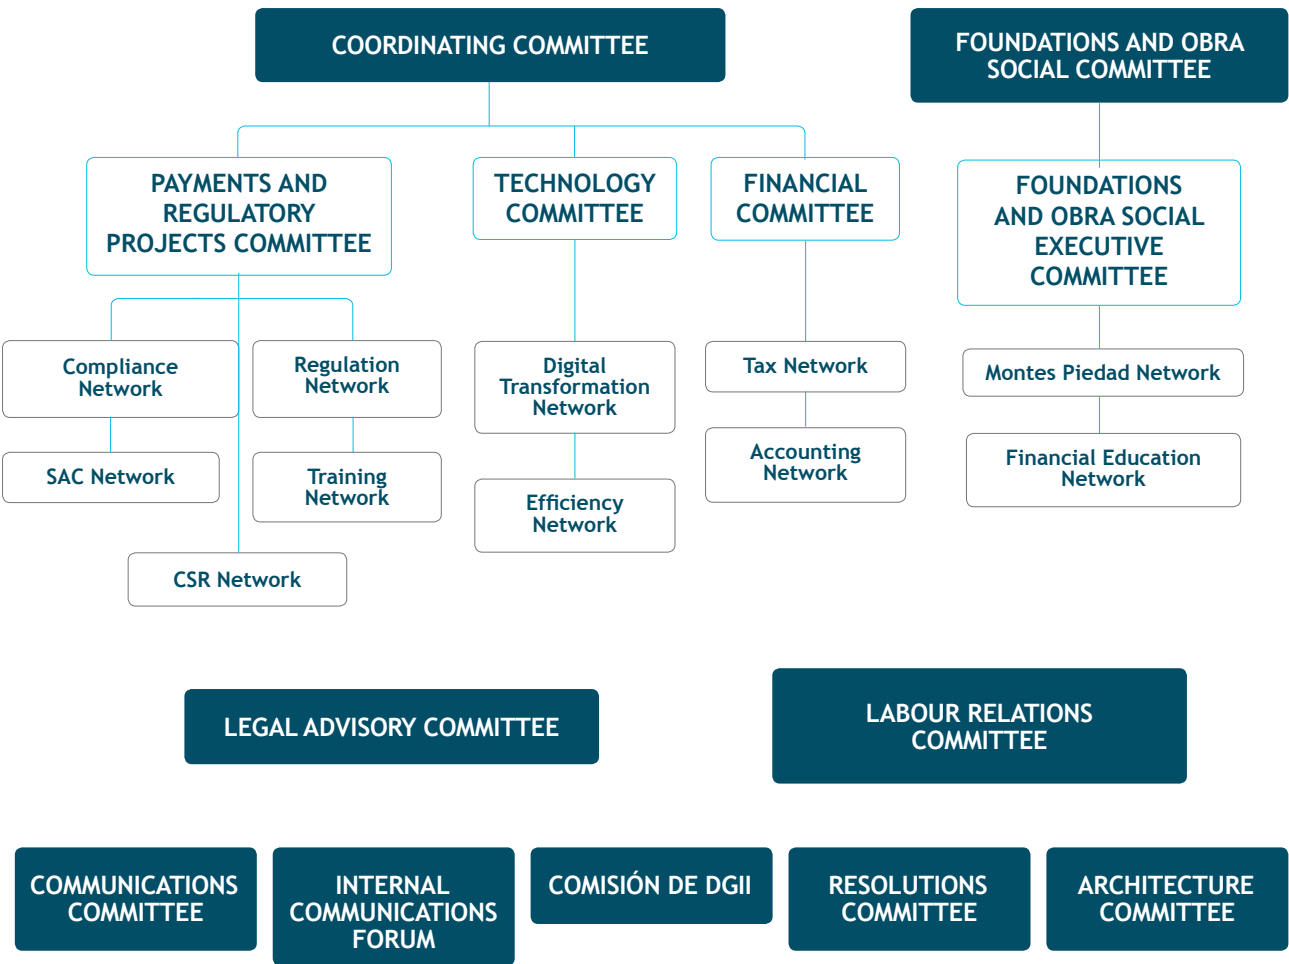 COORDINATING COMMITTEE
FOUNDATIONS AND OBRA
SOCIAL COMMITTEE
PAYMENTS AND
REGULATORY
PROJECTS COMMITTEE
TECHNOLOGY
COMMITTEE
FINANCIAL
COMMITTEE
FOUNDATIONS
AND OBRA SOCIAL
EXECUTIVE
COMMITTEE
Compliance
Network
Regulation
Network
Digital
Transformation
Network
Tax Network
Montes Piedad Network
SAC Network
Training
Network
Efficiency
Network
Accounting
Network
Financial Education
Network
CSR Network
LEGAL ADVISORY COMMITTEE
LABOUR RELATIONS
COMMITTEE
COMMUNICATIONS
COMMITTEE
INTERNAL
COMMUNICATIONS
FORUM
COMISIÓN DE DGII
RESOLUTIONS
COMMITTEE
ARCHITECTURE
COMMITTEE